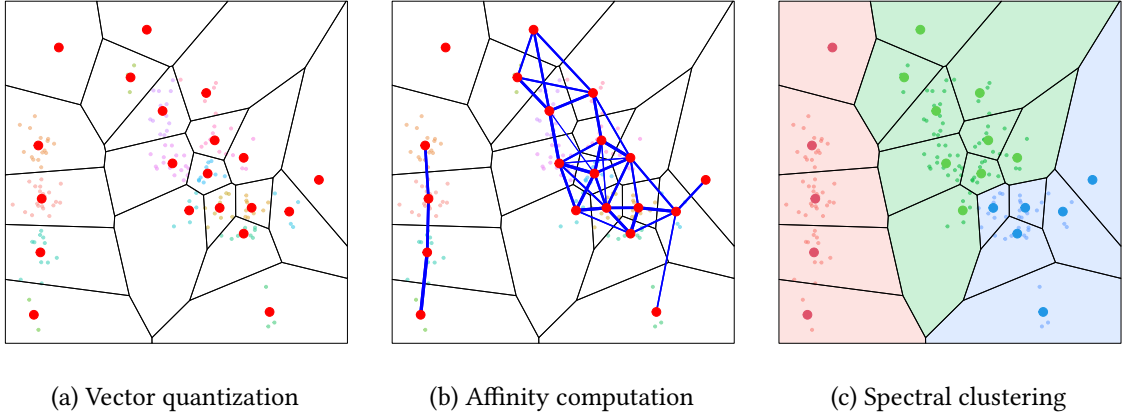 (a) Vector quantization
(b) Affinity computation
(c) Spectral clustering